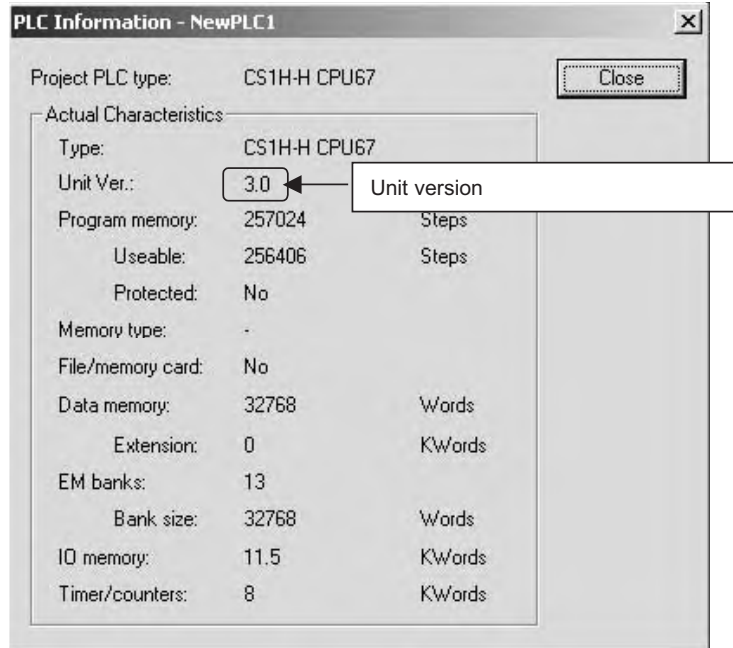 PLC Information - NewPLC1
Project PLC type: CS1H-H CPU67 Close
Actual Characteristics
Type: CS1H-H CPU67
Unit Ver.: 3.0 Unit version
Program memory: 257024 Steps
Useable: 256406 Steps
Protected: No
Memory type: -
File/memory card: No
Data memory: 32768 Words
Extension: 0 KWords
EM banks: 13
Bank size: 32768 Words
IO memory: 11.5 KWords
Timer/counters: 8 KWords